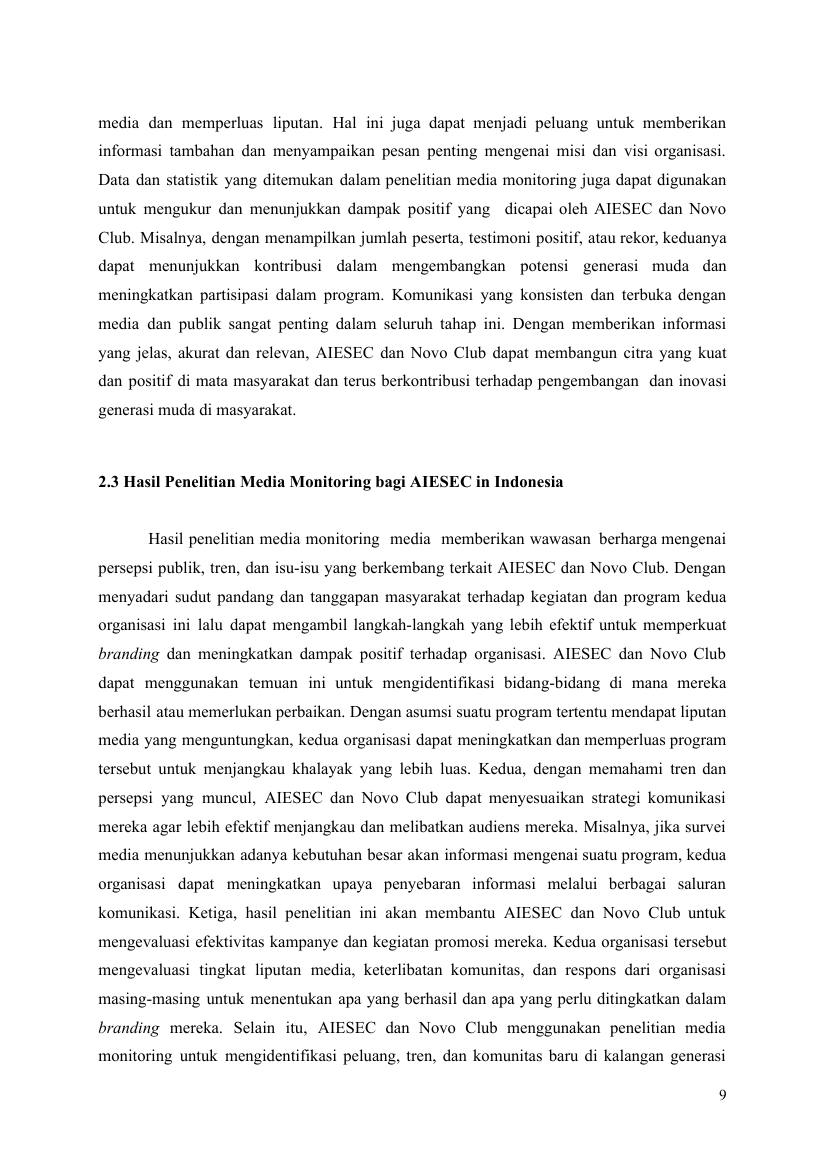 media dan memperluas liputan. Hal ini juga dapat menjadi peluang untuk memberikan
informasi tambahan dan menyampaikan pesan penting mengenai misi dan visi organisasi.
Data dan statistik yang ditemukan dalam penelitian media monitoring juga dapat digunakan
untuk mengukur dan menunjukkan dampak positif yang dicapai oleh AIESEC dan Novo
Club. Misalnya, dengan menampilkan jumlah peserta, testimoni positif, atau rekor, keduanya
dapat menunjukkan kontribusi dalam mengembangkan potensi generasi muda dan
meningkatkan partisipasi dalam program. Komunikasi yang konsisten dan terbuka dengan
media dan publik sangat penting dalam seluruh tahap ini. Dengan memberikan informasi
yang jelas, akurat dan relevan, AIESEC dan Novo Club dapat membangun citra yang kuat
dan positif di mata masyarakat dan terus berkontribusi terhadap pengembangan dan inovasi
generasi muda di masyarakat.
2.3 Hasil Penelitian Media Monitoring bagi AIESEC in Indonesia
Hasil penelitian media monitoring media memberikan wawasan berharga mengenai
persepsi publik, tren, dan isu-isu yang berkembang terkait AIESEC dan Novo Club. Dengan
menyadari sudut pandang dan tanggapan masyarakat terhadap kegiatan dan program kedua
organisasi ini lalu dapat mengambil langkah-langkah yang lebih efektif untuk memperkuat
branding dan meningkatkan dampak positif terhadap organisasi. AIESEC dan Novo Club
dapat menggunakan temuan ini untuk mengidentifikasi bidang-bidang di mana mereka
berhasil atau memerlukan perbaikan. Dengan asumsi suatu program tertentu mendapat liputan
media yang menguntungkan, kedua organisasi dapat meningkatkan dan memperluas program
tersebut untuk menjangkau khalayak yang lebih luas. Kedua, dengan memahami tren dan
persepsi yang muncul, AIESEC dan Novo Club dapat menyesuaikan strategi komunikasi
mereka agar lebih efektif menjangkau dan melibatkan audiens mereka. Misalnya, jika survei
media menunjukkan adanya kebutuhan besar akan informasi mengenai suatu program, kedua
organisasi dapat meningkatkan upaya penyebaran informasi melalui berbagai saluran
komunikasi. Ketiga, hasil penelitian ini akan membantu AIESEC dan Novo Club untuk
mengevaluasi efektivitas kampanye dan kegiatan promosi mereka. Kedua organisasi tersebut
mengevaluasi tingkat liputan media, keterlibatan komunitas, dan respons dari organisasi
masing-masing untuk menentukan apa yang berhasil dan apa yang perlu ditingkatkan dalam
branding mereka. Selain itu, AIESEC dan Novo Club menggunakan penelitian media
monitoring untuk mengidentifikasi peluang, tren, dan komunitas baru di kalangan generasi
9